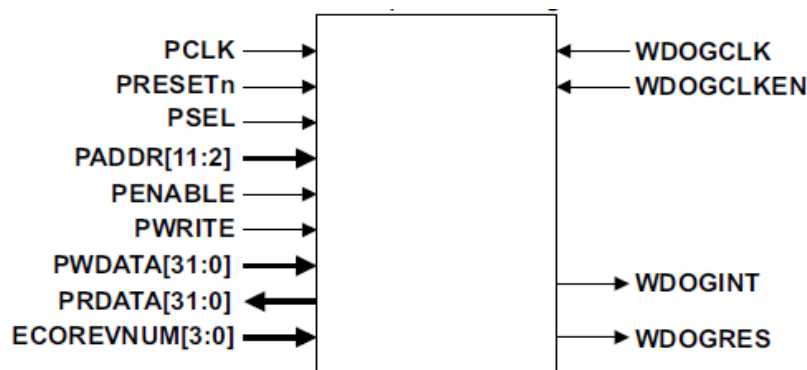 PCLK
PRESETn
PSEL
PADDR[11:2]
PENABLE
PWRITE
PWDATA[31:0]
PRDATA[31:0]
ECOREVNUM[3:0]
WDOGCLK
WDOGCLKEN
WDOGINT
WDOGRES